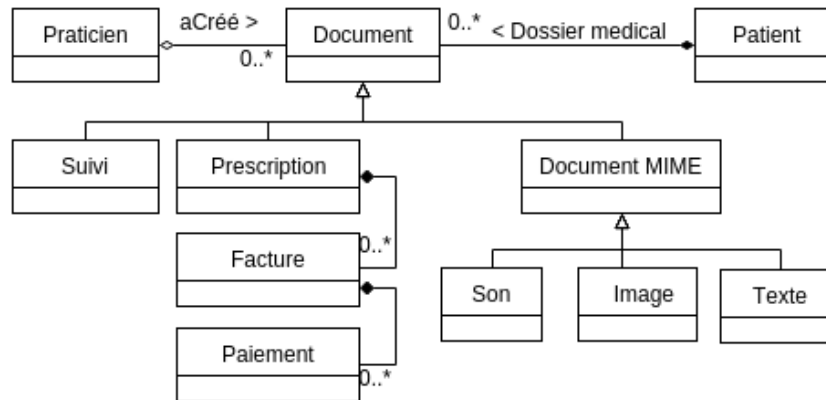 Praticien
aCréé >
0..*
Document
0..*
< Dossier medical
Patient
Suivi
Prescription
Document MIME
0..*
Facture
Son
Image
Texte
Paiement
0..*